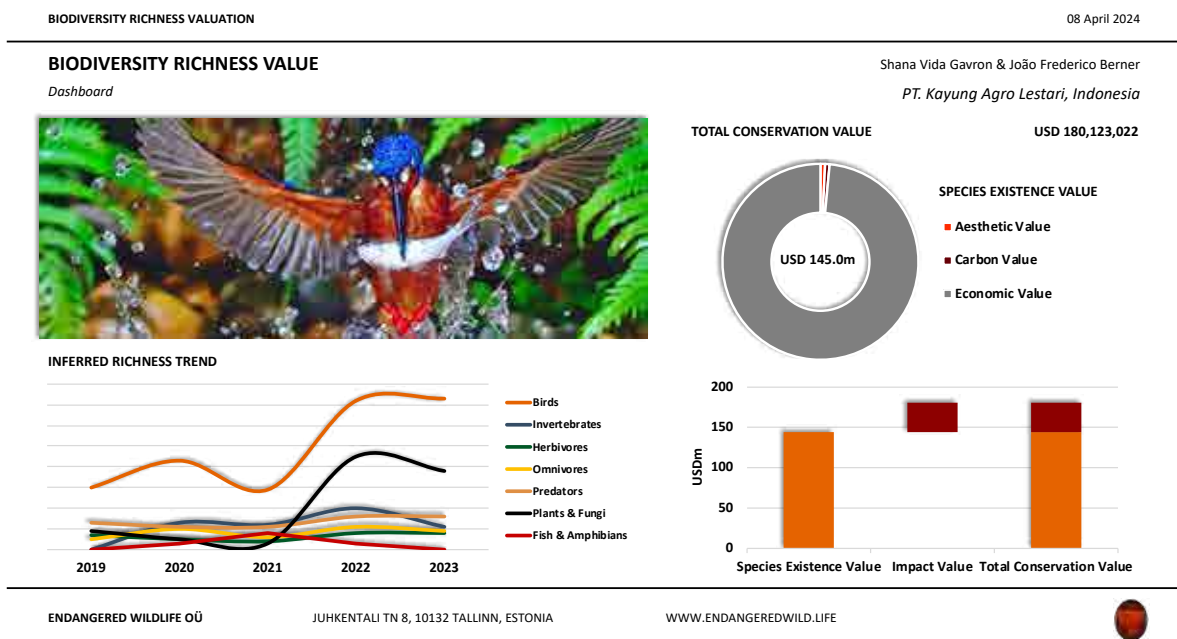 BIODIVERSITY RICHNESS VALUATION
08 April 2024
BIODIVERSITY RICHNESS VALUE
Shana Vida Gavron & João Frederico Berner
Dashboard
PT. Kayung Agro Lestari, Indonesia
TOTAL CONSERVATION VALUE
USD 180,123,022
SPECIES EXISTENCE VALUE
Aesthetic Value
Carbon Value
Economic Value
USD 145.0m
INFERRED RICHNESS TREND
Birds
Invertebrates
Herbivores
Omnivores
Predators
Plants & Fungi
Fish & Amphibians
2019 2020 2021 2022 2023
USDm
200
150
100
50
0
Species Existence Value Impact Value Total Conservation Value
ENDANGERED WILDLIFE OÜ
JUHKENTALI TN 8, 10132 TALLINN, ESTONIA
WWW.ENDANGEREDWILD.LIFE